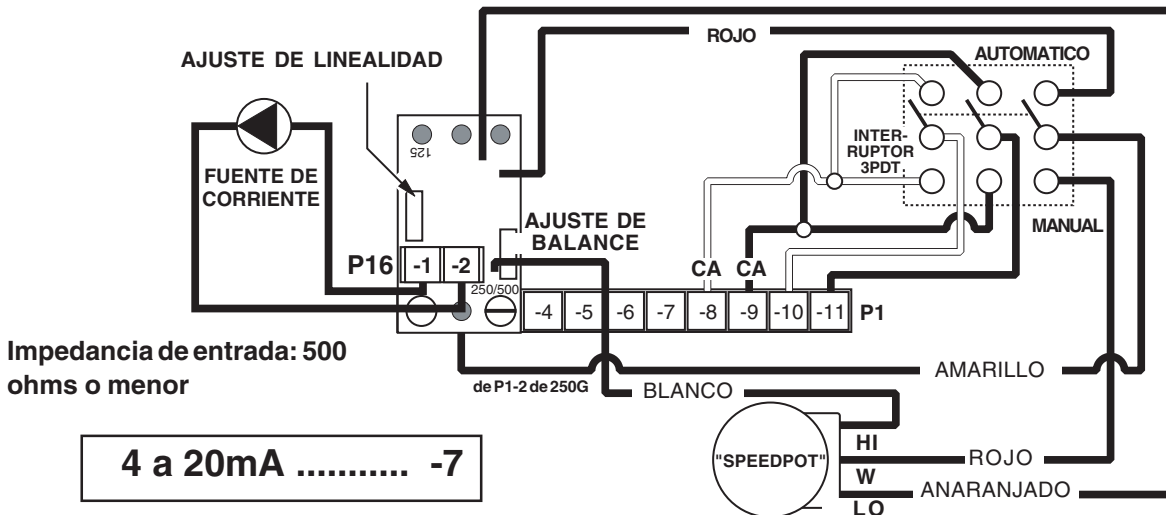 ROJO
AUTOMATICO
AJUSTE DE LINEALIDAD
125
INTER-
RUPTOR
3PDT
FUENTE DE
CORRIENTE
AJUSTE DE
BALANCE
MANUAL
P16 -1 -2
CA CA
250/500
-4 -5 -6 -7 -8 -9 -10 -11 P1
Impedancia de entrada: 500
ohms o menor
AMARILLO
de P1-2 de 250G
BLANCO
HI
"SPEEDPOT"
ROJO
W
ANARANJADO
LO
4 a 20mA ........... -7